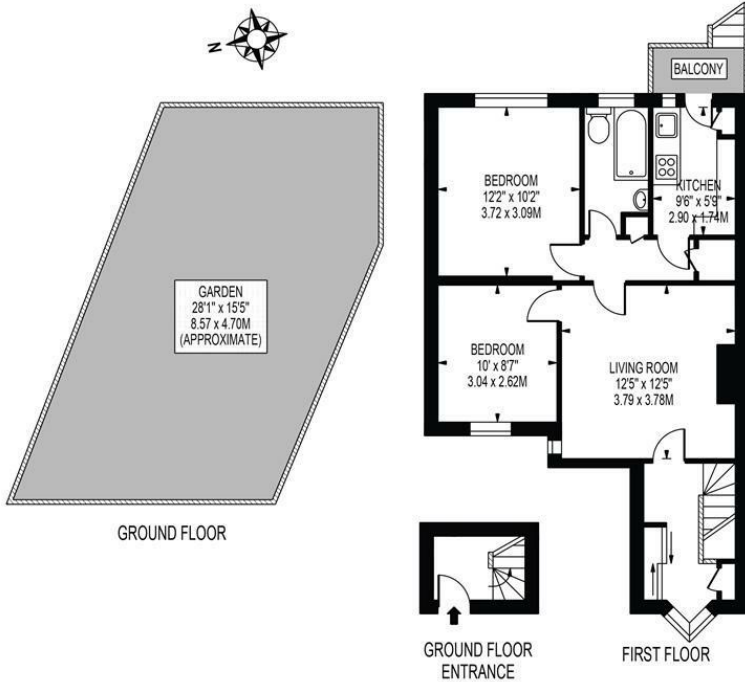 N
BALCONY
BEDROOM
12'2" x 10'2"
3.72 x 3.09M
KITCHEN
9'6" x 5'9"
2.90 x 1.74M
GARDEN
28'1" x 15'5"
8.57 x 4.70M
(APPROXIMATE)
BEDROOM
10' x 8'7"
3.04 x 2.62M
LIVING ROOM
12'5" x 12'5"
3.79 x 3.78M
GROUND FLOOR
GROUND FLOOR
ENTRANCE
FIRST FLOOR